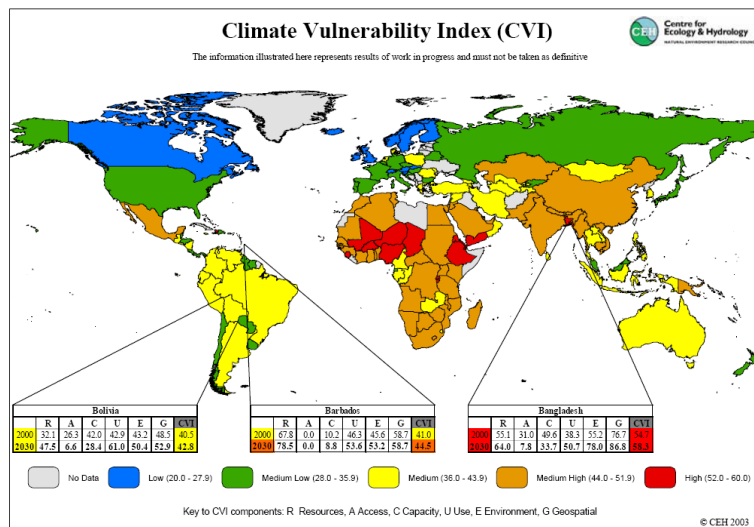 Climate Vulnerability Index (CVI)
The information illustrated here represents results of work in progress and must not be taken as definitive
CEH
Centre for
Ecology & Hydrology
NATURAL ENVIRONMENT RESEARCH COUNCIL
Bolivia
R A C U E G CVI
2000 32.1 26.3 42.0 42.9 43.2 48.5 40.5
2030 47.5 6.6 28.4 61.0 50.4 52.9 42.8
Barbados
R A C U E G CVI
2000 67.8 0.0 10.2 46.3 45.6 58.7 41.0
2030 78.5 0.0 8.8 53.6 53.2 58.7 44.5
Bangladesh
R A C U E G CVI
2000 55.1 31.0 49.6 38.3 55.2 76.7 54.7
2030 64.0 7.8 33.7 50.7 78.0 86.8 58.3
No Data
Low (20.0 - 27.9)
Medium Low (28.0 - 35.9)
Medium (36.0 - 43.9)
Medium High (44.0 - 51.9)
High (52.0 - 60.0)
Key to CVI components: R Resources, A Access, C Capacity, U Use, E Environment, G Geospatial
© CEH 2003